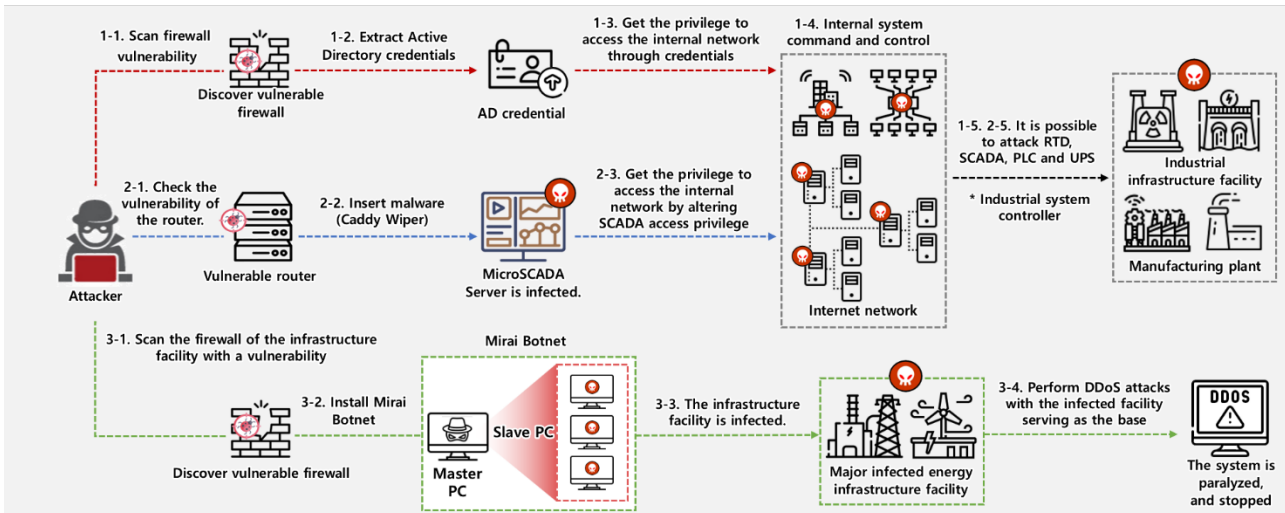 1-1. Scan firewall
vulnerability
Discover vulnerable
firewall
1-2. Extract Active
Directory credentials
AD credential
1-3. Get the privilege to
access the internal network
through credentials
1-4. Internal system
command and control
Internet network
1-5. 2-5. It is possible
to attack RTD,
SCADA, PLC and UPS
* Industrial system
controller
Industrial
infrastructure facility
Manufacturing plant
Attacker
2-1. Check the
vulnerability of
the router.
Vulnerable router
2-2. Insert malware
(Caddy Wiper)
MicroSCADA
Server is infected.
2-3. Get the privilege to
access the internal
network by altering
SCADA access privilege
3-1. Scan the firewall of the infrastructure
facility with a vulnerability
Discover vulnerable firewall
3-2. Install Mirai
Botnet
Mirai Botnet
Master
PC
Slave PC
3-3. The infrastructure
facility is infected.
Major infected energy
infrastructure facility
3-4. Perform DDoS attacks
with the infected facility
serving as the base
DDOS
The system is
paralyzed,
and stopped